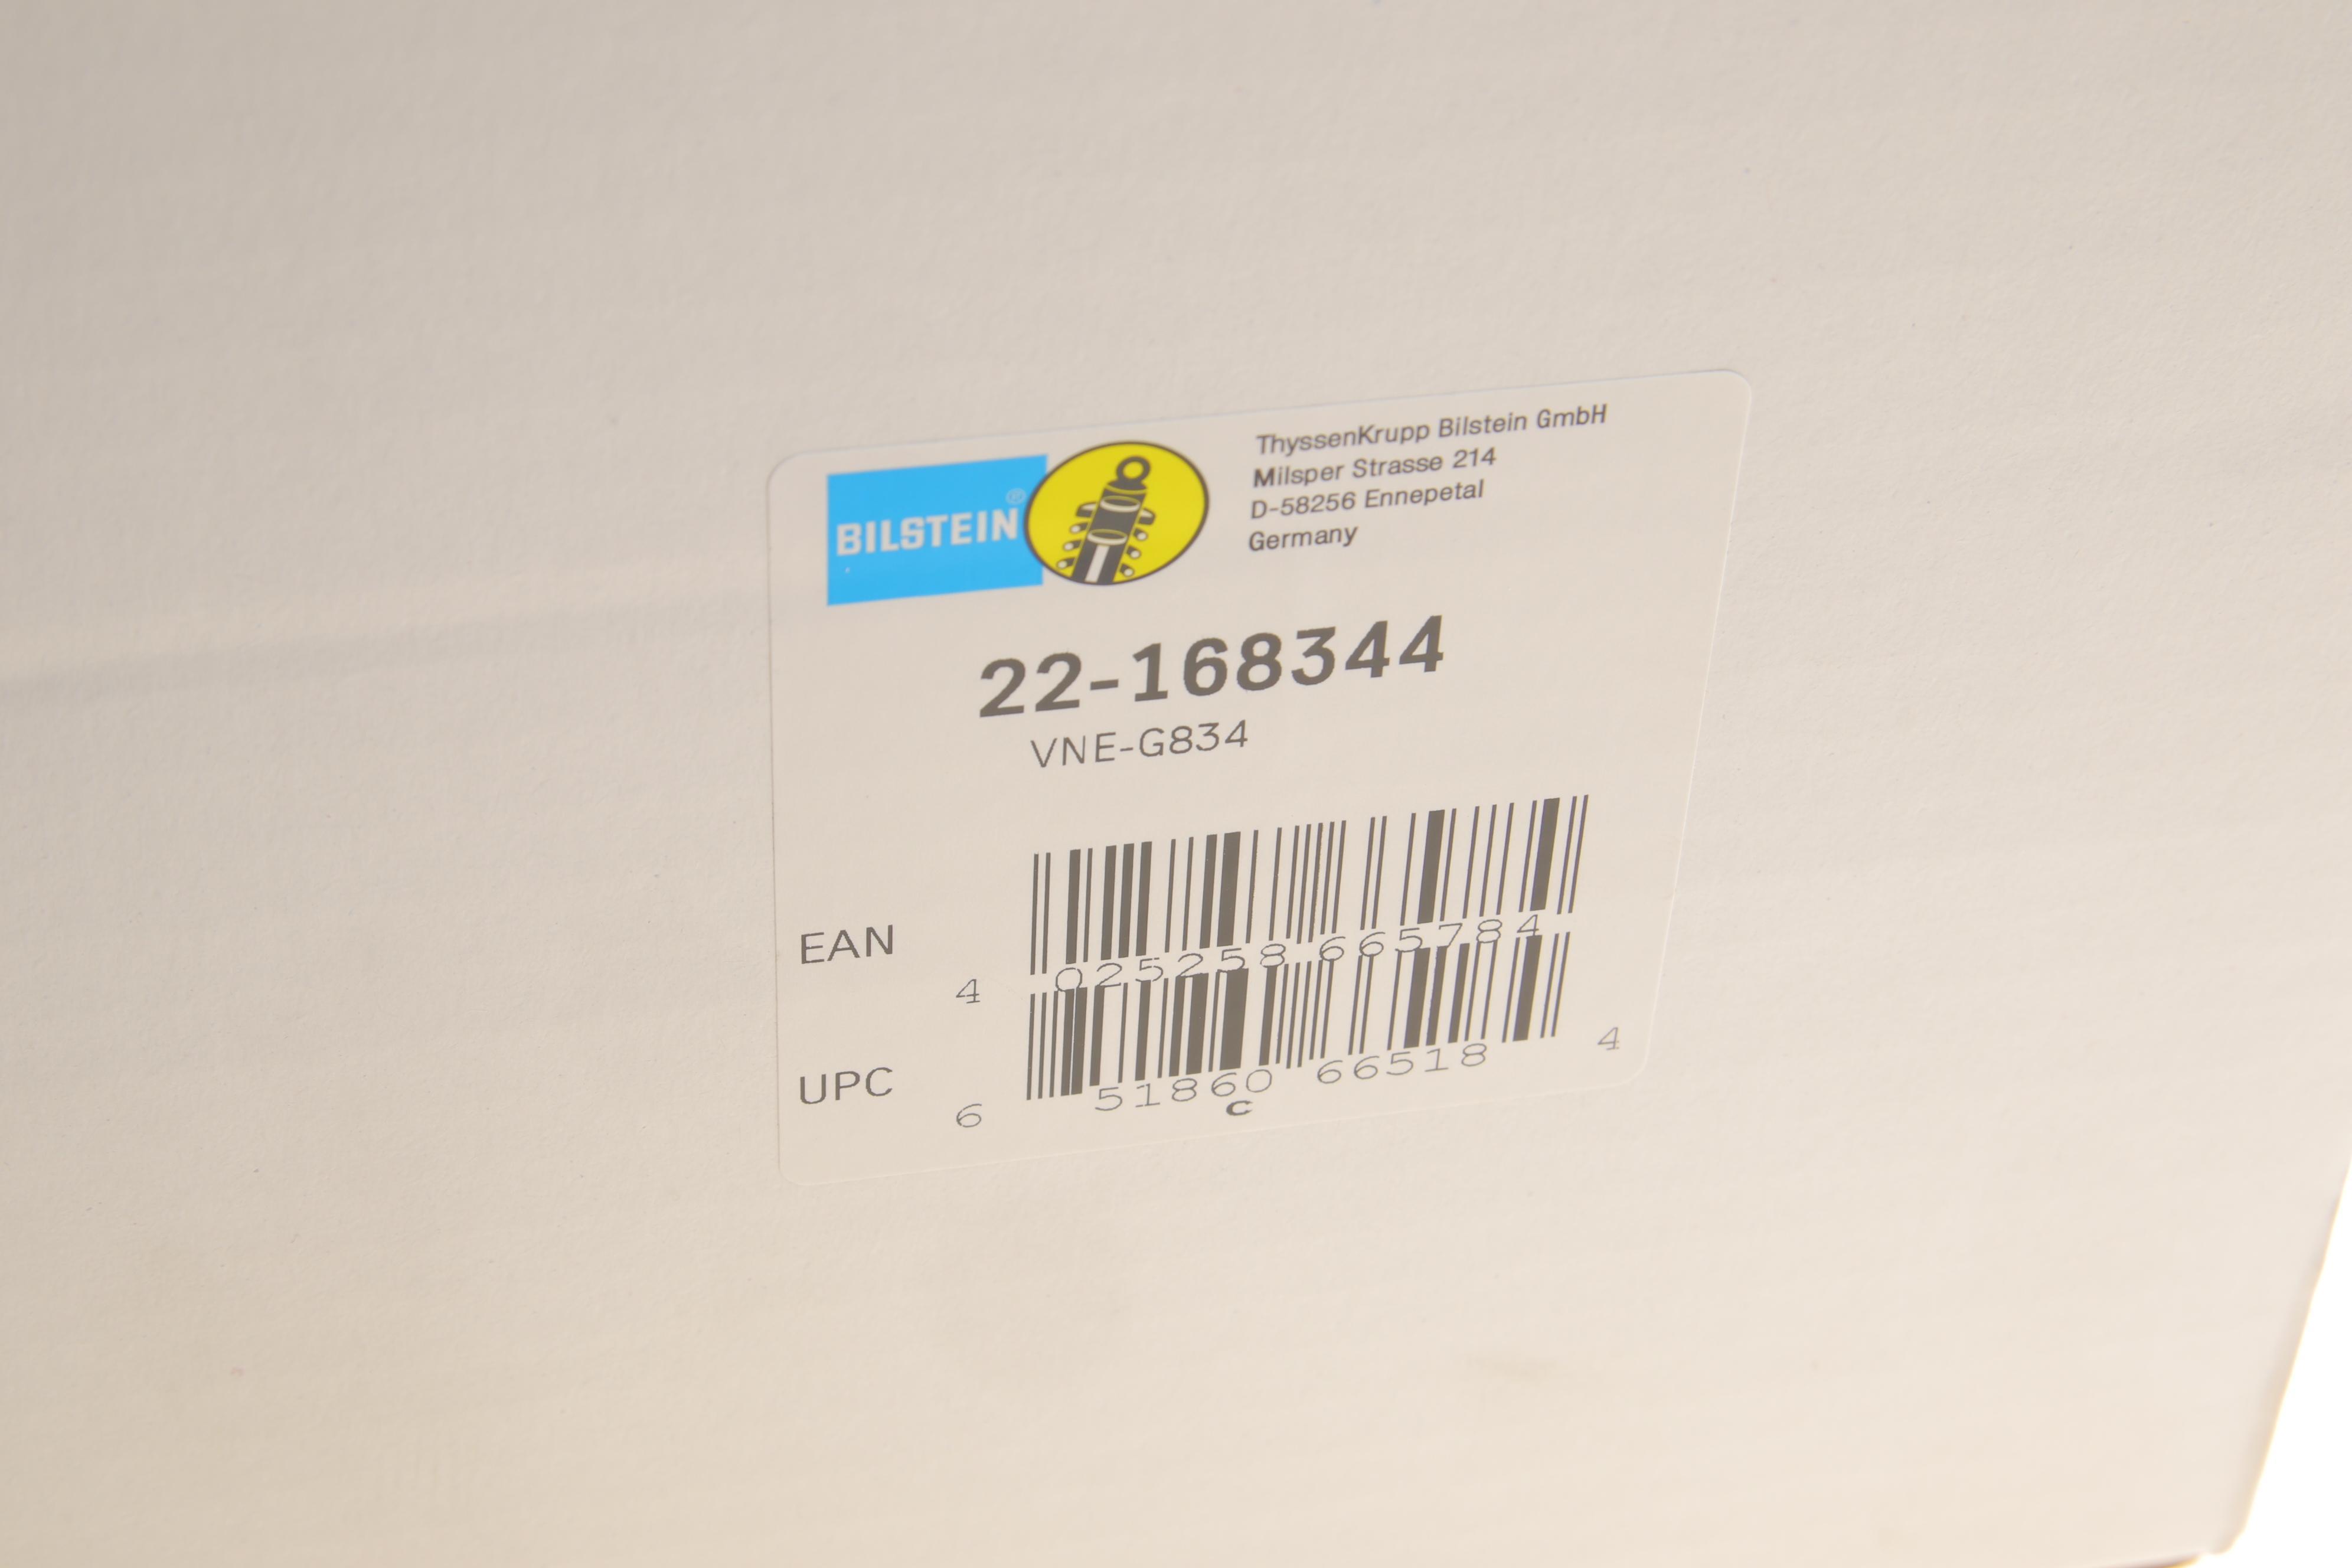 BILSTEIN®
ThyssenKrupp Bilstein GmbH
Milsper Strasse 214
D-58256 Ennepetal
Germany
22-168344
VNE-G834
EAN
4 025258 665784
UPC
6 51860 66518 4
C